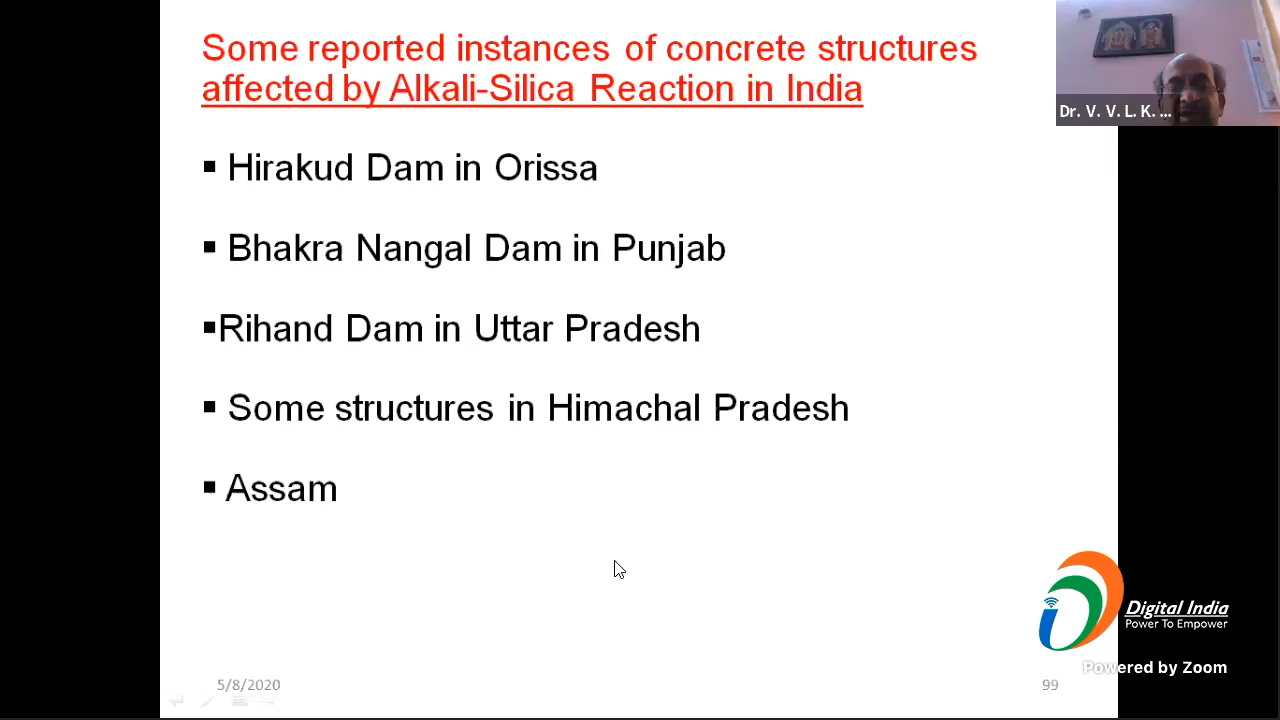 Some reported instances of concrete structures
affected by Alkali-Silica Reaction in India
Dr. V. V. L. K. ...
▪ Hirakud Dam in Orissa
▪ Bhakra Nangal Dam in Punjab
▪Rihand Dam in Uttar Pradesh
▪ Some structures in Himachal Pradesh
▪ Assam
Digital India
Power To Empower
Powered by Zoom
5/8/2020
99